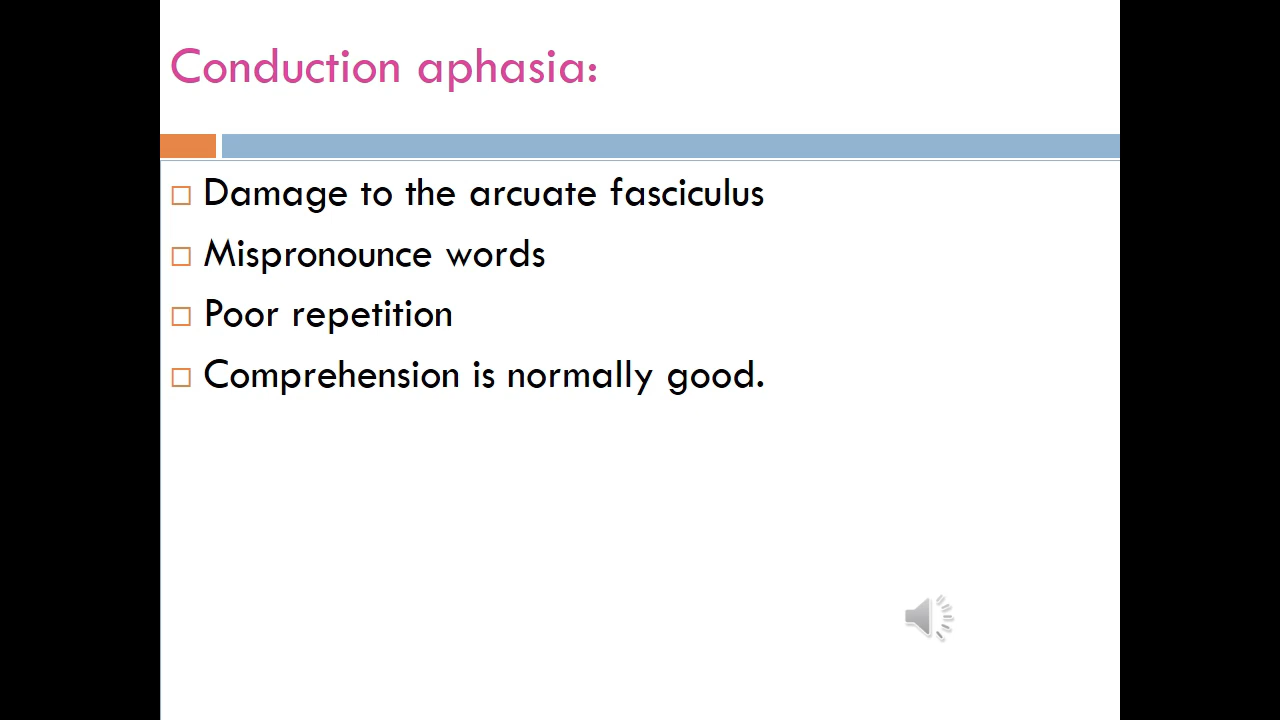 Conduction aphasia:
Damage to the arcuate fasciculus
Mispronounce words
Poor repetition
Comprehension is normally good.